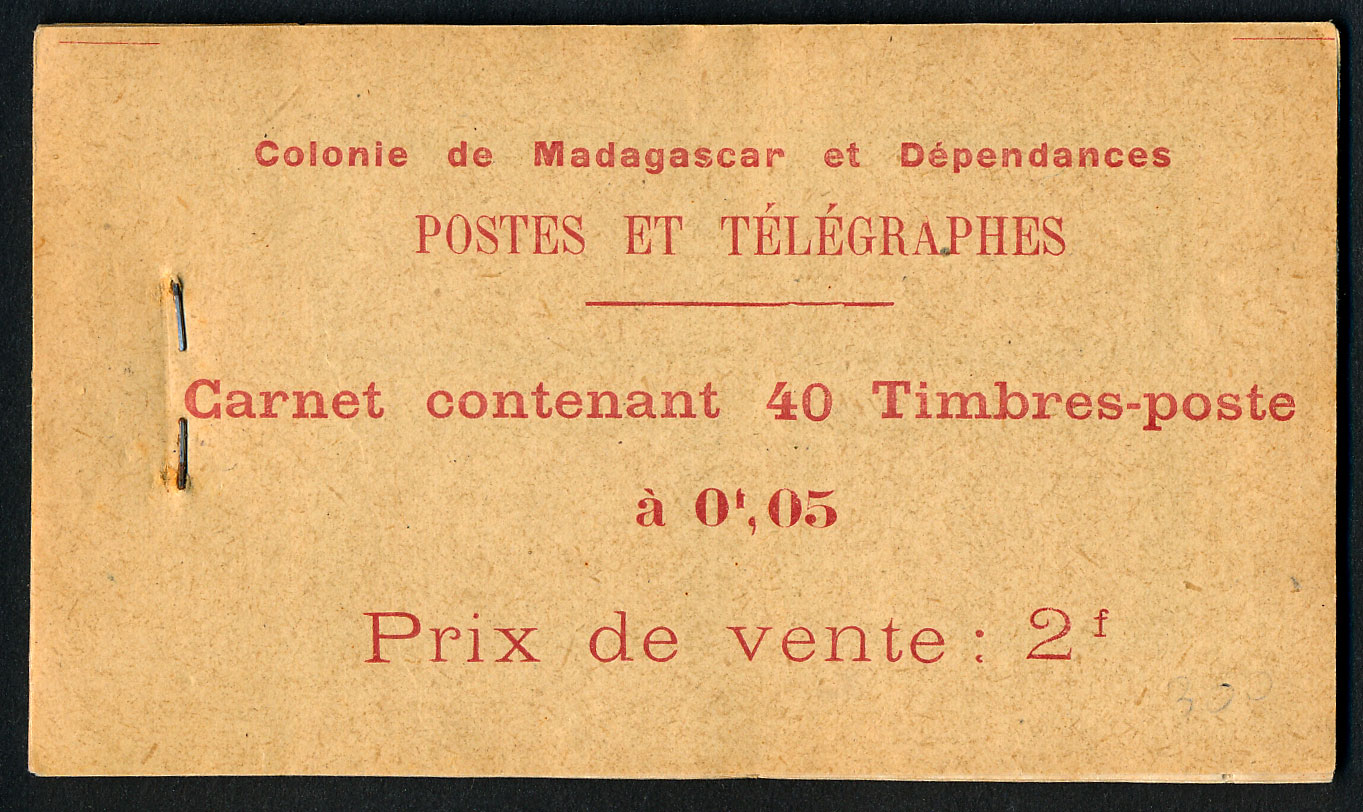 Colonie de Madagascar et Dépendances
POSTES ET TÉLÉGRAPHES
Carnet contenant 40 Timbres-poste
à 0f,05
Prix de vente : 2f